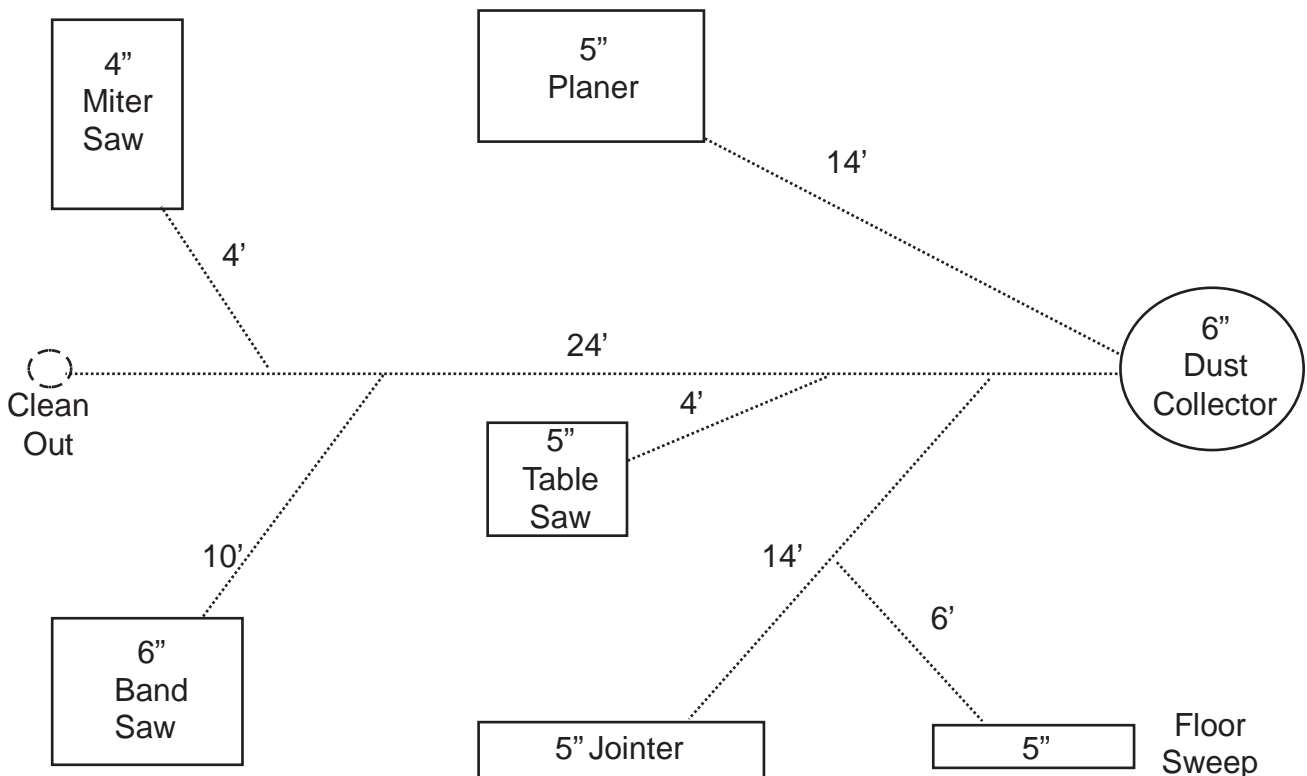 4”
Miter
Saw
5”
Planer
14’
4’
24’
6”
Dust
Collector
Clean
Out
4’
5”
Table
Saw
10’
14’
6’
6”
Band
Saw
5” Jointer
5”
Floor
Sweep